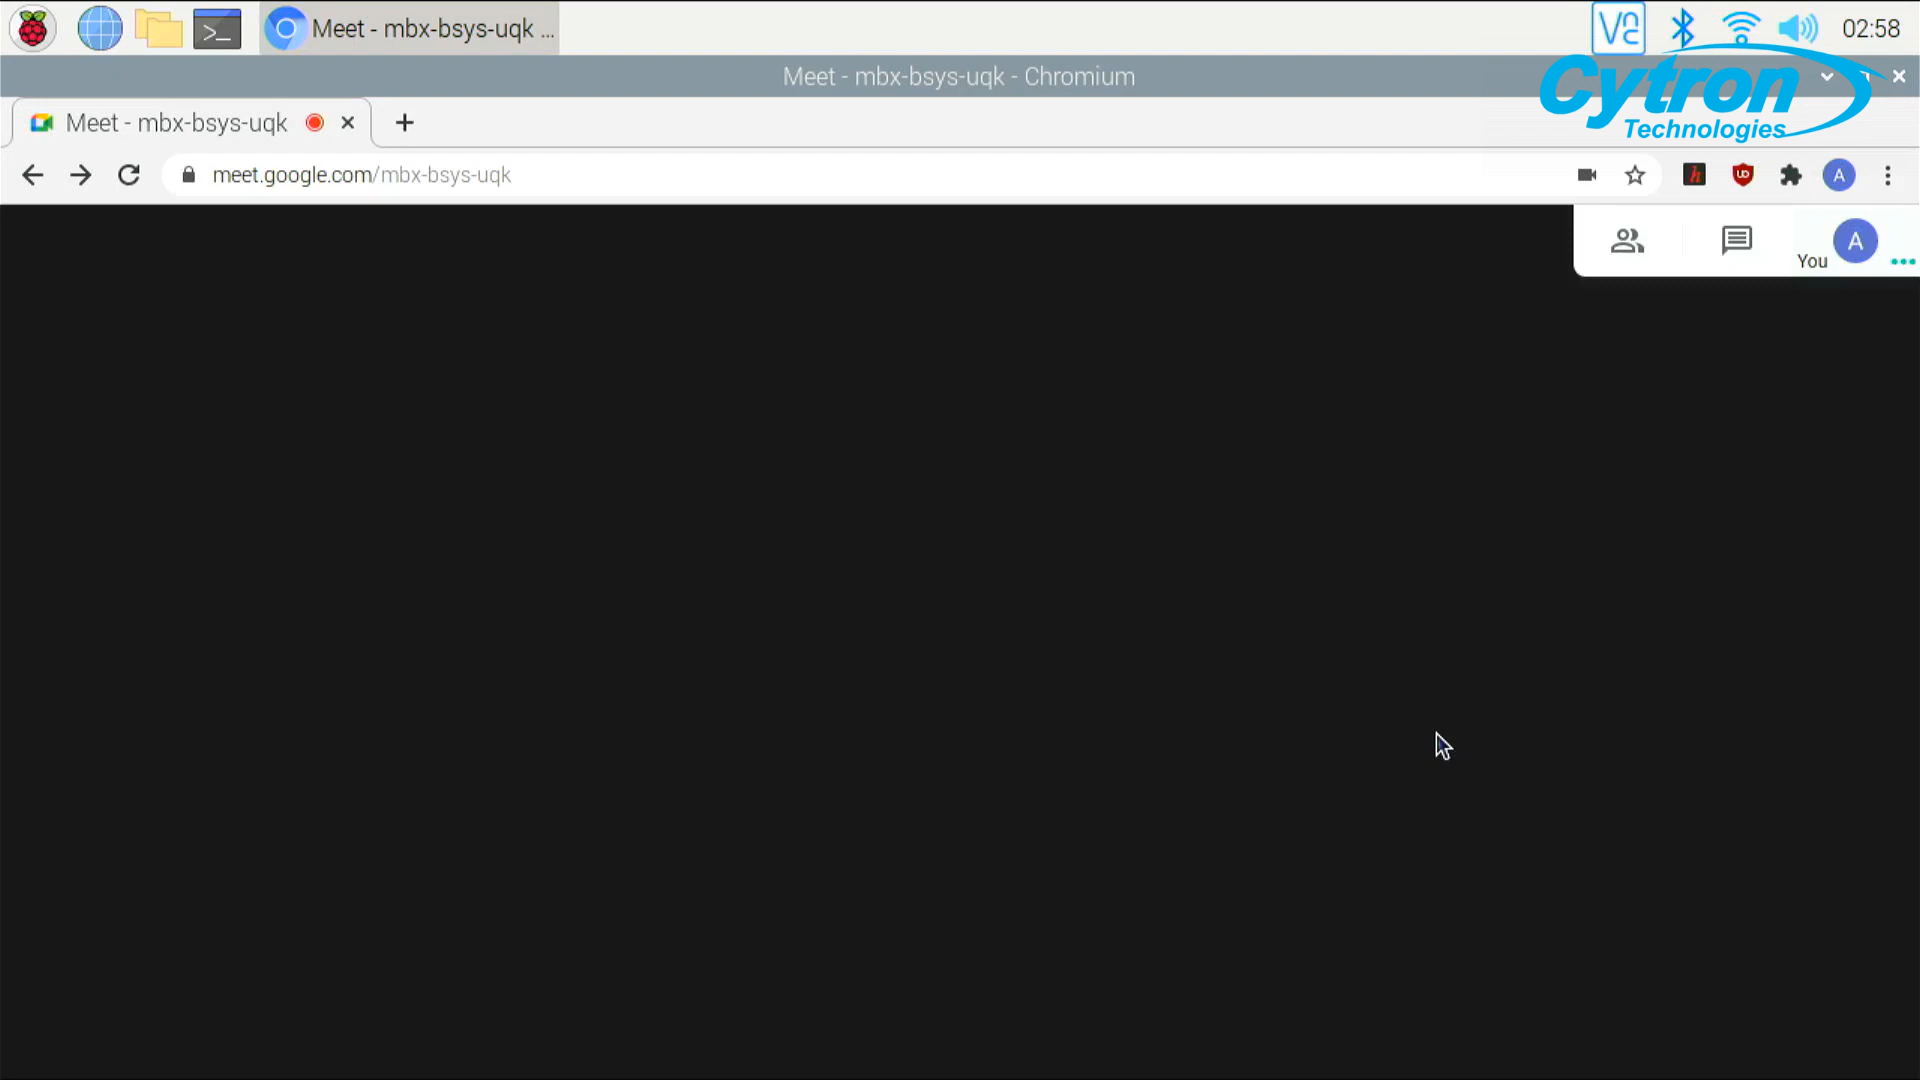 Meet - mbx-bsys-uqk ...
02:58
Meet - mbx-bsys-uqk - Chromium
Cytron
Technologies
Meet - mbx-bsys-uqk
meet.google.com/mbx-bsys-uqk
A
You
A